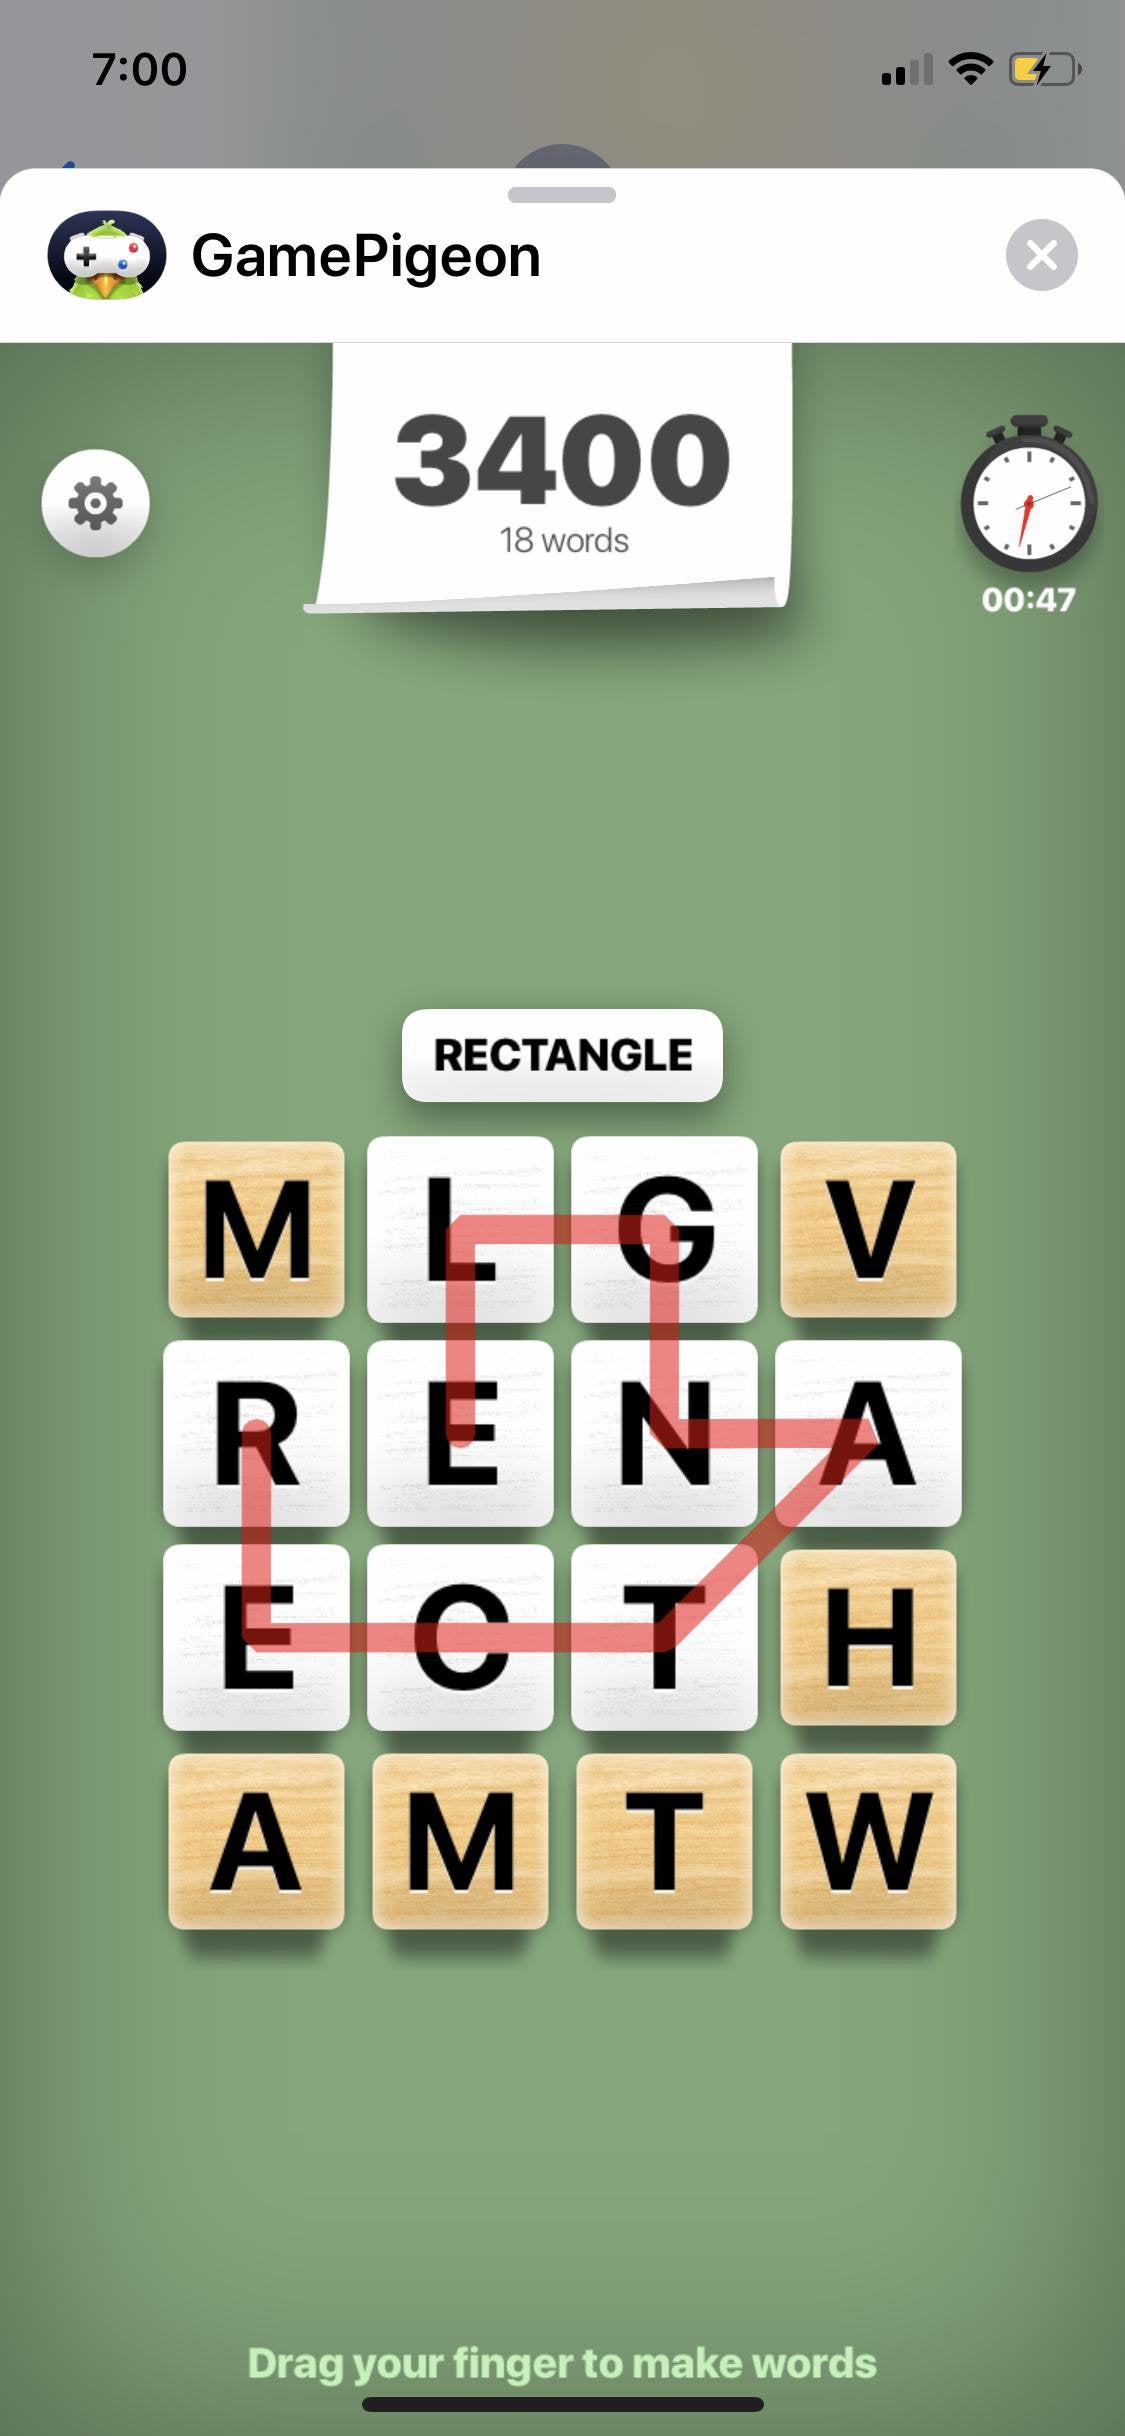 7:00
GamePigeon
3400
18 words
00:47
RECTANGLE
M L G V
R E N A
E C T H
A M T W
Drag your finger to make words